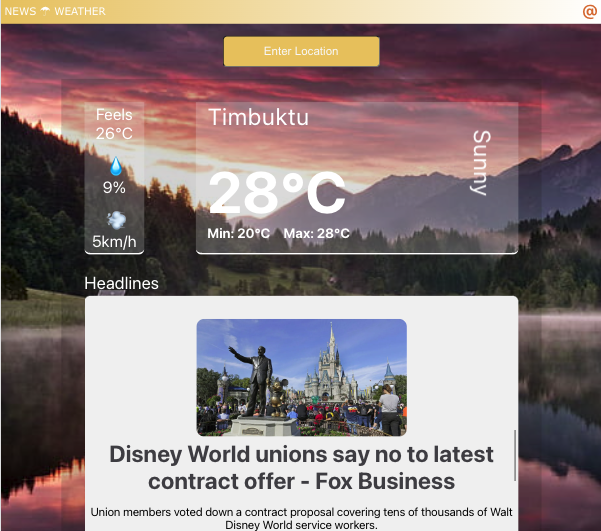 NEWS ☂ WEATHER
@
Enter Location
Feels
26°C
9%
5km/h
Timbuktu
Sunny
28°C
Min: 20°C Max: 28°C
Headlines
Disney World unions say no to latest
contract offer - Fox Business
Union members voted down a contract proposal covering tens of thousands of Walt
Disney World service workers.